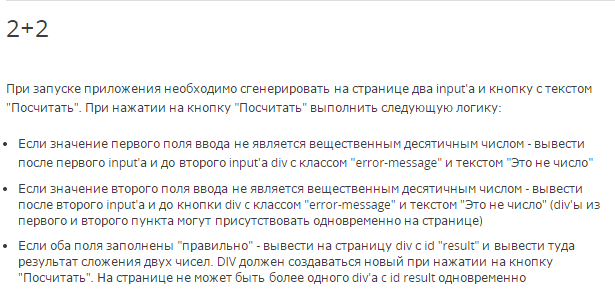 2+2
При запуске приложения необходимо сгенерировать на странице два input'а и кнопку с текстом
"Посчитать". При нажатии на кнопку "Посчитать" выполнить следующую логику:
• Если значение первого поля ввода не является вещественным десятичным числом - вывести
после первого input'а и до второго input'а div с классом "error-message" и текстом "Это не число"
• Если значение второго поля ввода не является вещественным десятичным числом - вывести
после второго input'а и до кнопки div с классом "error-message" и текстом "Это не число" (div'ы из
первого и второго пункта могут присутствовать одновременно на странице)
• Если оба поля заполнены "правильно" - вывести на страницу div с id "result" и вывести туда
результат сложения двух чисел. DIV должен создаваться новый при нажатии на кнопку
"Посчитать". На странице не может быть более одного div'а с id result одновременно